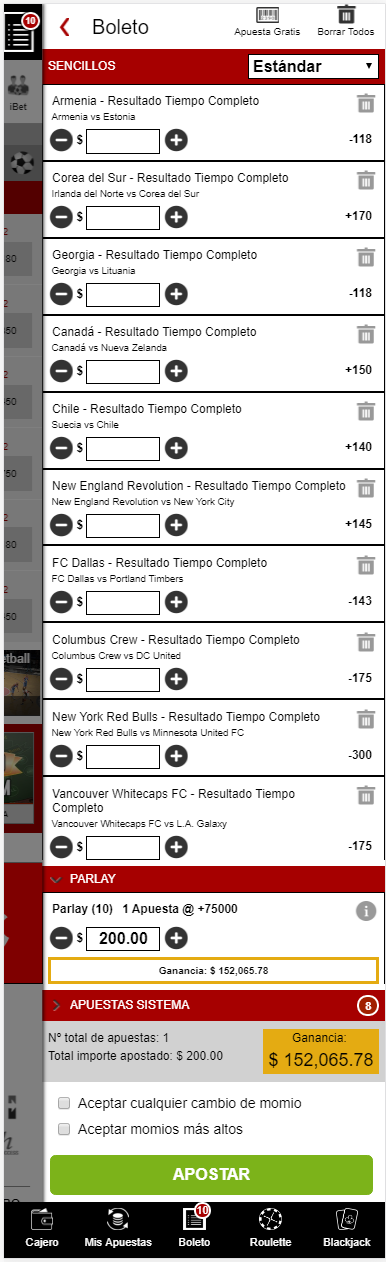 10
Boleto
Apuesta Gratis
Borrar Todos
SENCILLOS
Estándar
iBet
Armenia - Resultado Tiempo Completo
Armenia vs Estonia
$
-118
Corea del Sur - Resultado Tiempo Completo
Irlanda del Norte vs Corea del Sur
$
+170
Georgia - Resultado Tiempo Completo
Georgia vs Lituania
$
-118
Canadá - Resultado Tiempo Completo
Canadá vs Nueva Zelanda
$
+150
Chile - Resultado Tiempo Completo
Suecia vs Chile
$
+140
New England Revolution - Resultado Tiempo Completo
New England Revolution vs New York City
$
+145
FC Dallas - Resultado Tiempo Completo
FC Dallas vs Portland Timbers
$
-143
Columbus Crew - Resultado Tiempo Completo
Columbus Crew vs DC United
$
-175
New York Red Bulls - Resultado Tiempo Completo
New York Red Bulls vs Minnesota United FC
$
-300
Vancouver Whitecaps FC - Resultado Tiempo
Completo
Vancouver Whitecaps FC vs L.A. Galaxy
$
-175
PARLAY
Parlay (10) 1 Apuesta @ +75000
$ 200.00
Ganancia: $ 152,065.78
APUESTAS SISTEMA
8
Nº total de apuestas: 1
Total importe apostado: $ 200.00
Ganancia:
$ 152,065.78
Aceptar cualquier cambio de momio
Aceptar momios más altos
APOSTAR
10
Cajero
Mis Apuestas
Boleto
Roulette
Blackjack